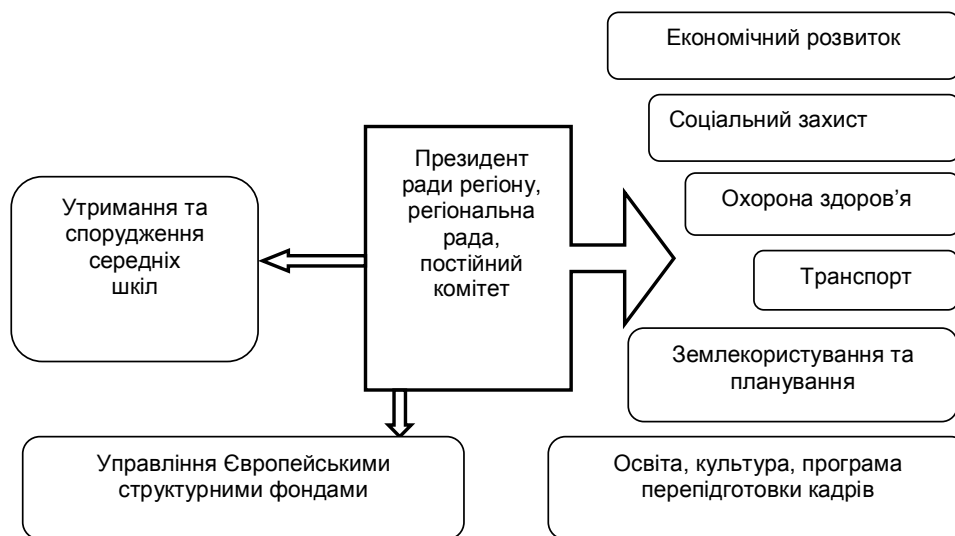 Економічний розвиток
Соціальний захист
Президент
ради регіону,
регіональна
рада,
постійний
комітет
Охорона здоров’я
Утримання та
спорудження
середніх
шкіл
Транспорт
Землекористування та
планування
Управління Європейськими
структурними фондами
Освіта, культура, програма
перепідготовки кадрів